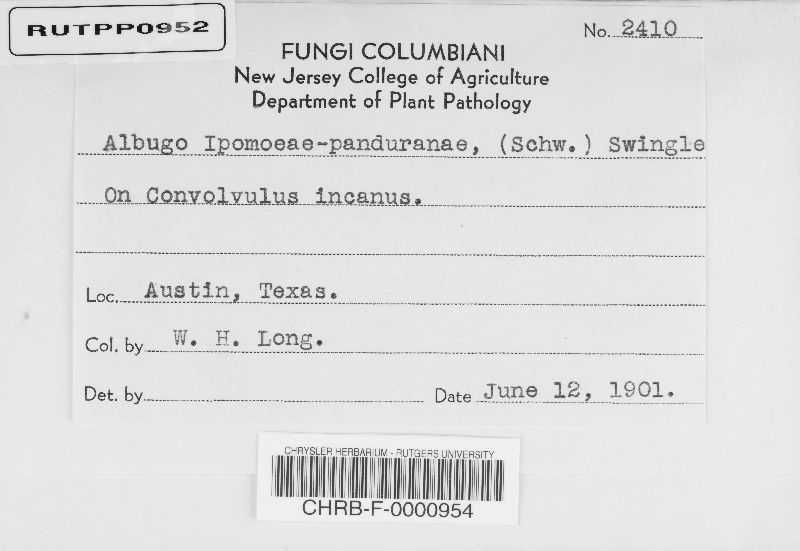 RUTPP0952
No. 2410
FUNGI COLUMBIANI
New Jersey College of Agriculture
Department of Plant Pathology
Albugo Ipomoeae-panduranae, (Schw.) Swingle
On Convolvulus incanus.
Loc. Austin, Texas.
Col. by W. H. Long.
Det. by Date June 12, 1901.
CHRYSLER HERBARIUM - RUTGERS UNIVERSITY
CHRB-F-0000954